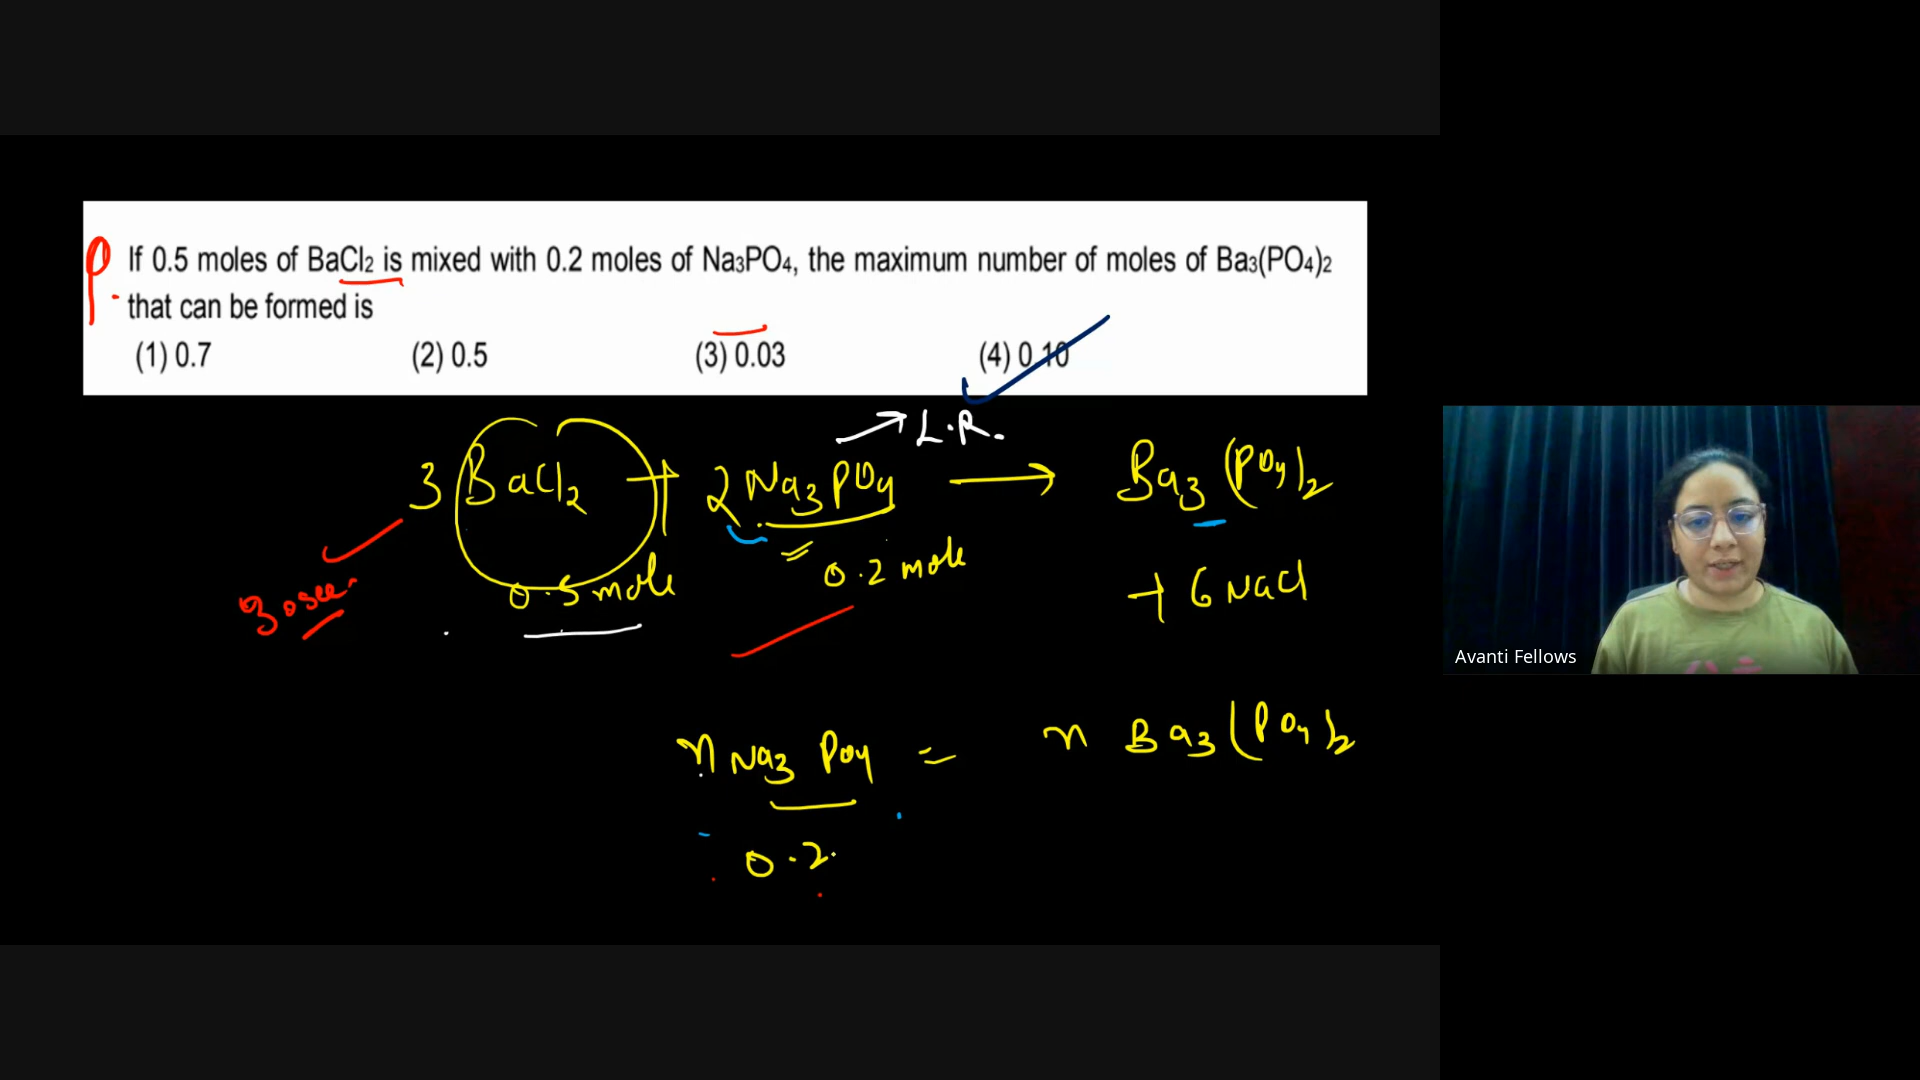 If 0.5 moles of BaCl₂ is mixed with 0.2 moles of Na₃PO₄, the maximum number of moles of Ba₃(PO₄)₂
that can be formed is
(1) 0.7 (2) 0.5 (3) 0.03 (4) 0.10
→ L.R.
3 BaCl₂ + 2 Na₃PO₄ → Ba₃(PO₄)₂
0.5 mole 0.2 mole + 6 NaCl
n Na₃PO₄ = n Ba₃(PO₄)₂
0.2
Avanti Fellows